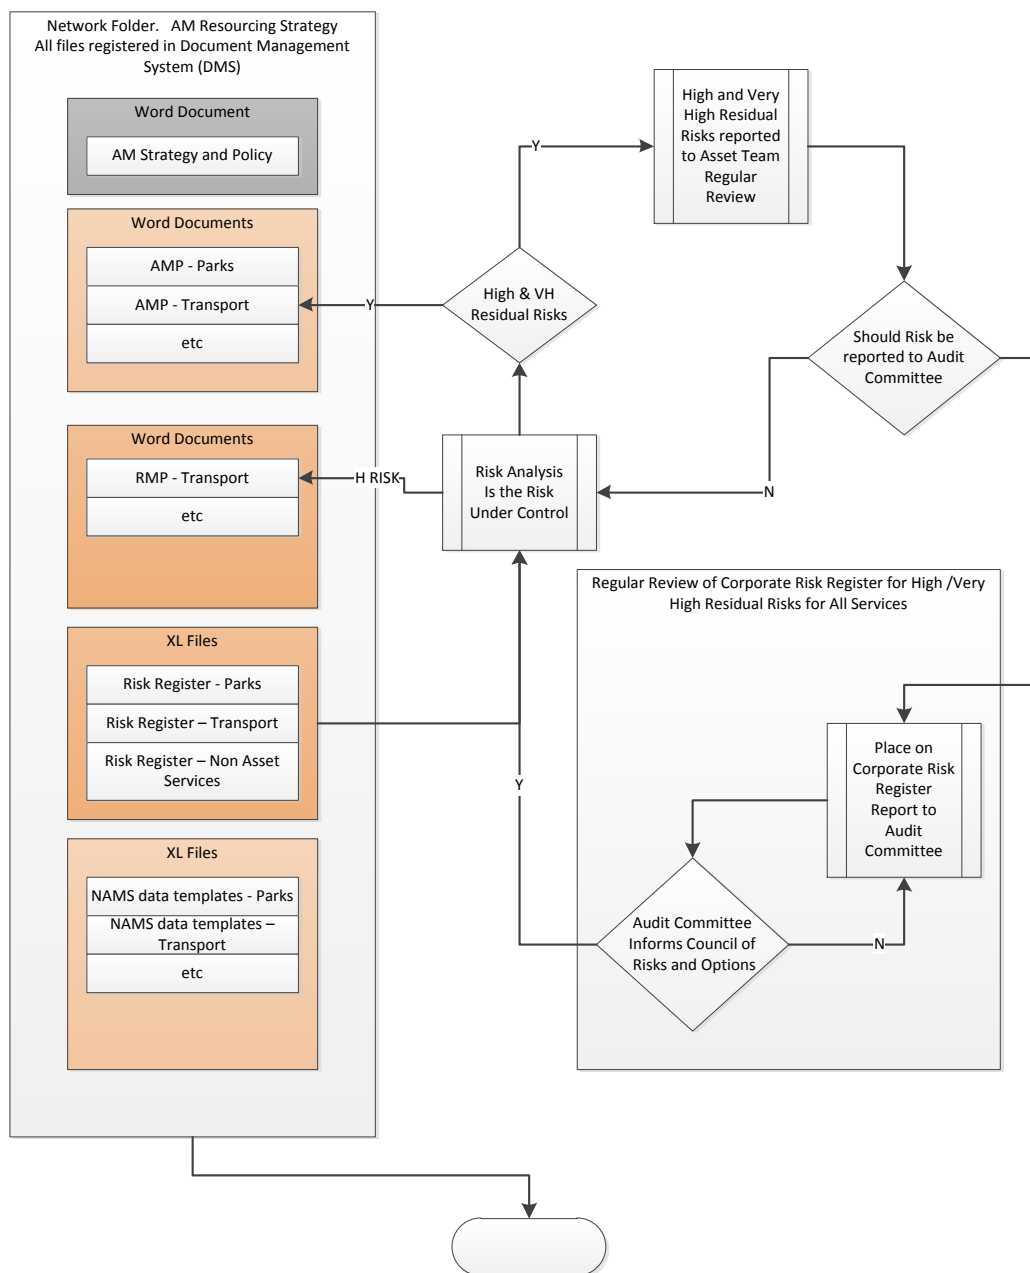 Network Folder.   AM Resourcing Strategy
All files registered in Document Management
System (DMS)
Word Document
AM Strategy and Policy
Word Documents
AMP - Parks
AMP - Transport
etc
Word Documents
RMP - Transport
etc
XL Files
Risk Register - Parks
Risk Register – Transport
Risk Register – Non Asset
Services
XL Files
NAMS data templates - Parks
NAMS data templates –
Transport
etc
High and Very
High Residual
Risks reported
to Asset Team
Regular
Review
Y
High & VH
Residual Risks
Y
Should Risk be
reported to Audit
Committee
H RISK
Risk Analysis
Is the Risk
Under Control
N
Regular Review of Corporate Risk Register for High /Very
High Residual Risks for All Services
Y
Place on
Corporate Risk
Register
Report to
Audit
Committee
Audit Committee
Informs Council of
Risks and Options
N